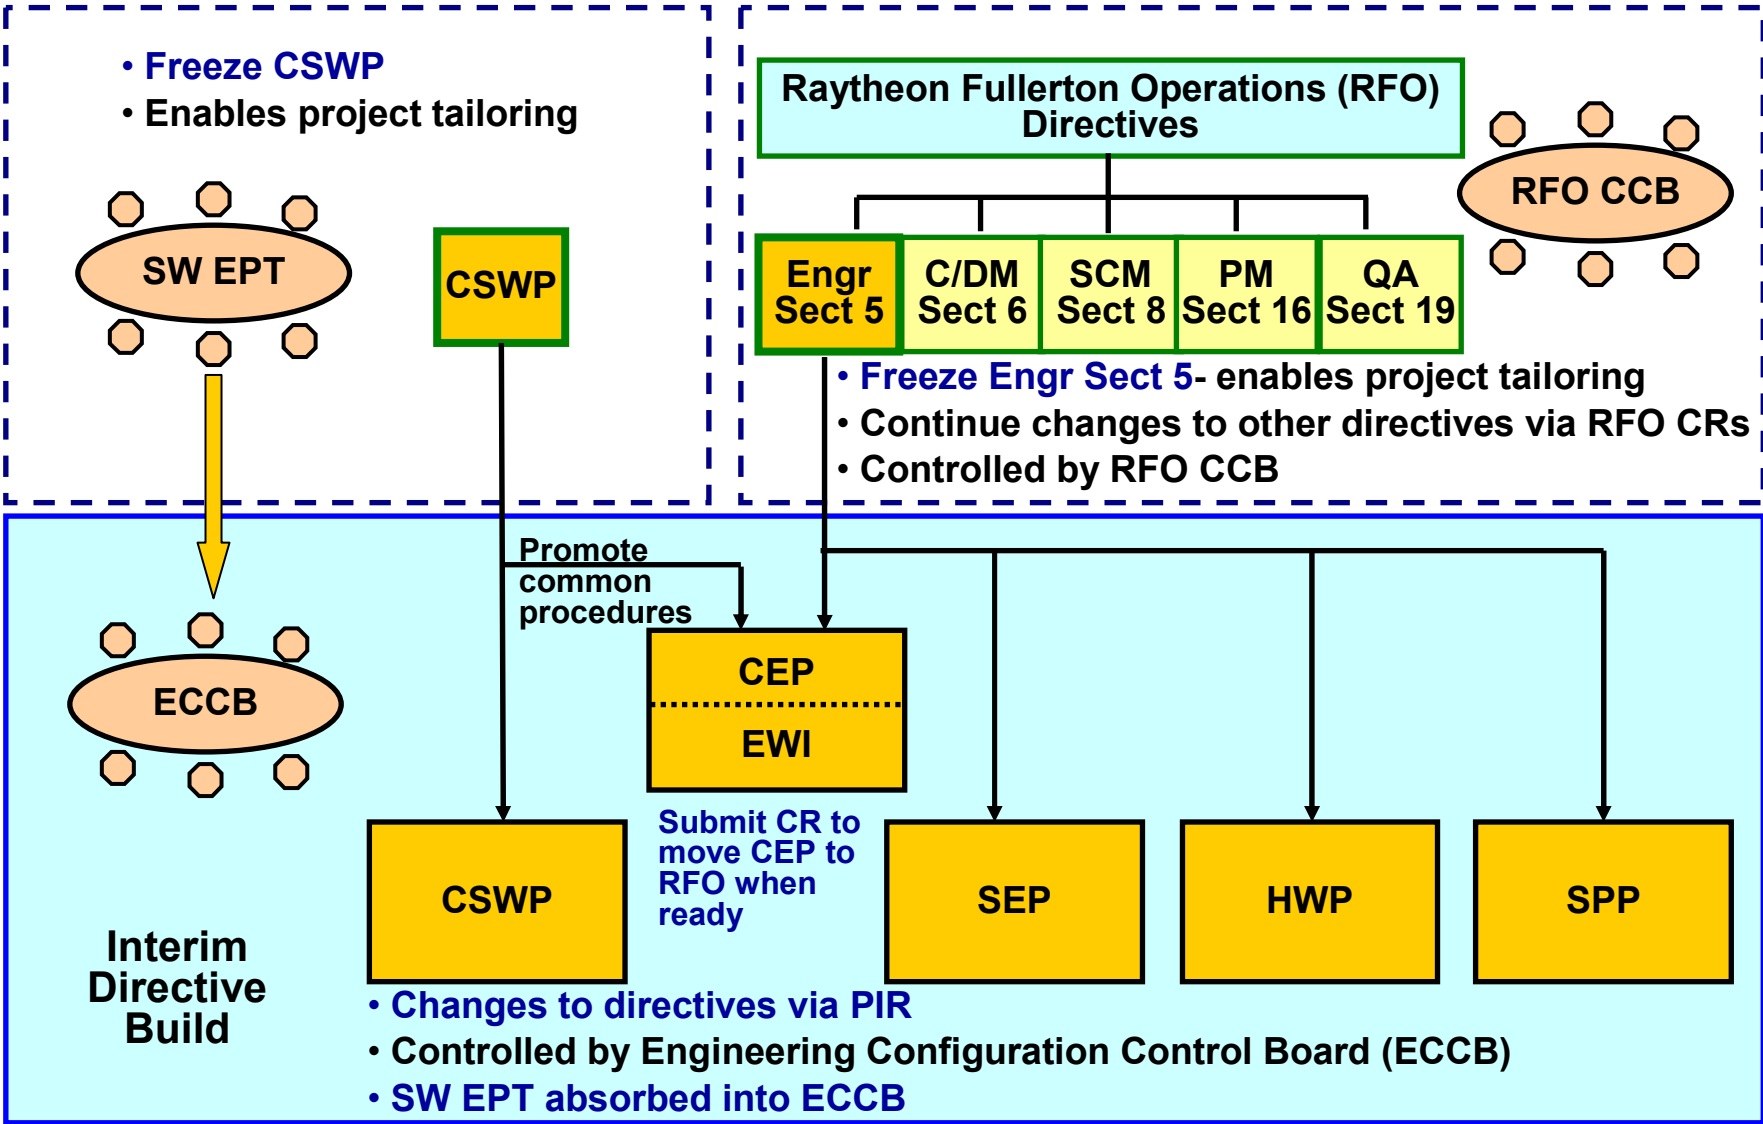 • Freeze CSWP
• Enables project tailoring
SW EPT
CSWP
Raytheon Fullerton Operations (RFO)
Directives
RFO CCB
Engr
Sect 5
C/DM
Sect 6
SCM
Sect 8
PM
Sect 16
QA
Sect 19
• Freeze Engr Sect 5- enables project tailoring
• Continue changes to other directives via RFO CRs
• Controlled by RFO CCB
Promote
common
procedures
ECCB
CEP
EWI
Submit CR to
move CEP to
RFO when
ready
CSWP
SEP
HWP
SPP
Interim
Directive
Build
• Changes to directives via PIR
• Controlled by Engineering Configuration Control Board (ECCB)
• SW EPT absorbed into ECCB